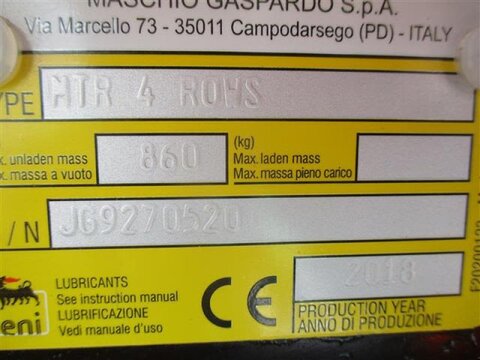 MASCHIO GASPARDO S.p.A.
Via Marcello 73 - 35011 Campodarsego (PD) - ITALY
YPE MTR 4 ROWS
x. unladen mass 860 (kg) Max. laden mass
x. massa a vuoto Max. massa pieno carico
/ N JG9270520
LUBRICANTS
See instruction manual 2018
LUBRIFICAZIONE CE PRODUCTION YEAR
eni Vedi manuale d'uso ANNO DI PRODUZIONE